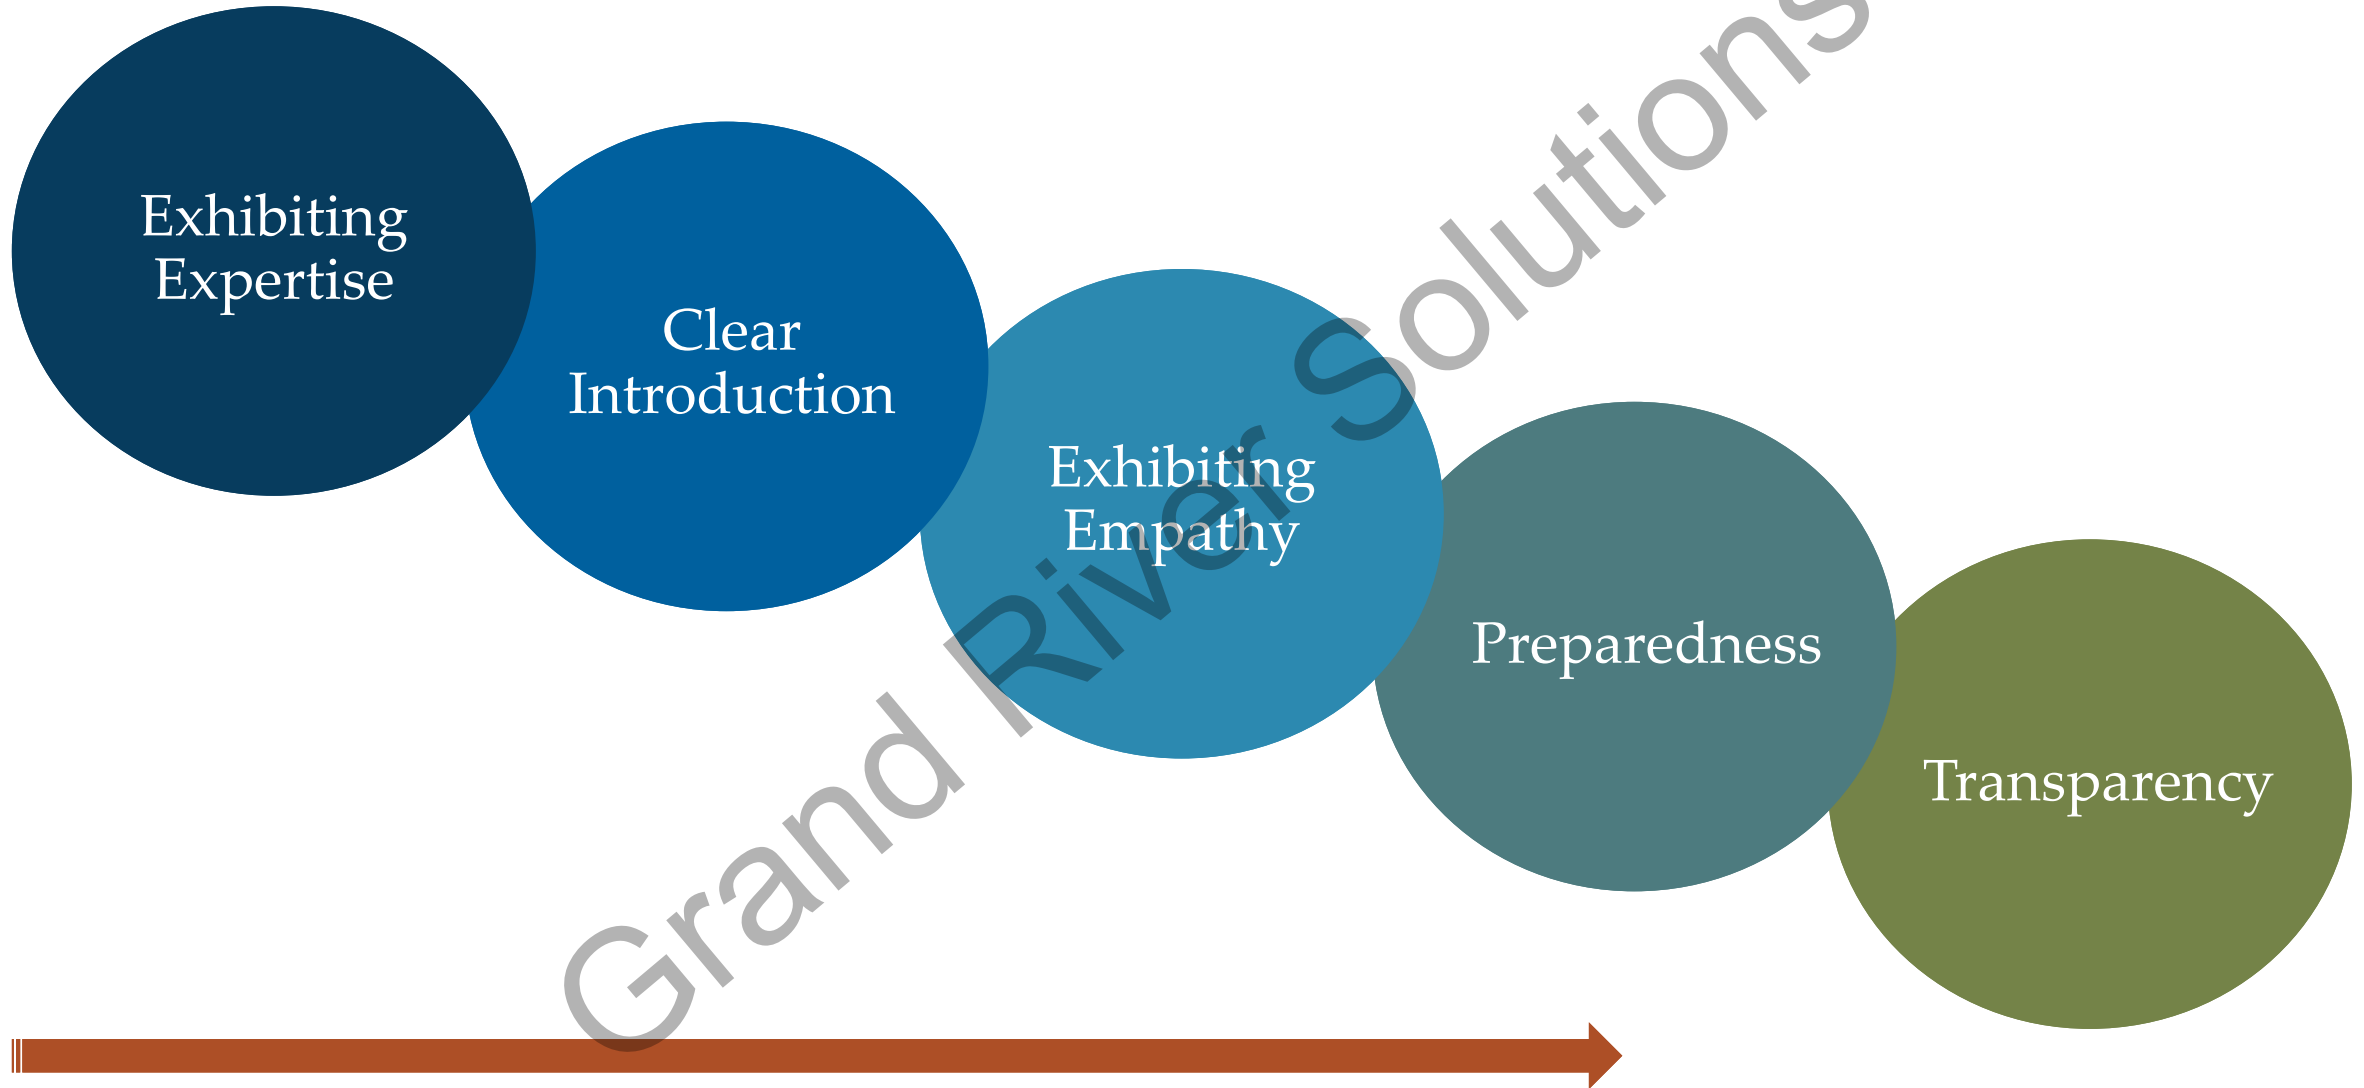 Exhibiting
Expertise
Clear
Introduction
Exhibiting
Empathy
Preparedness
Transparency
Grand River Solutions